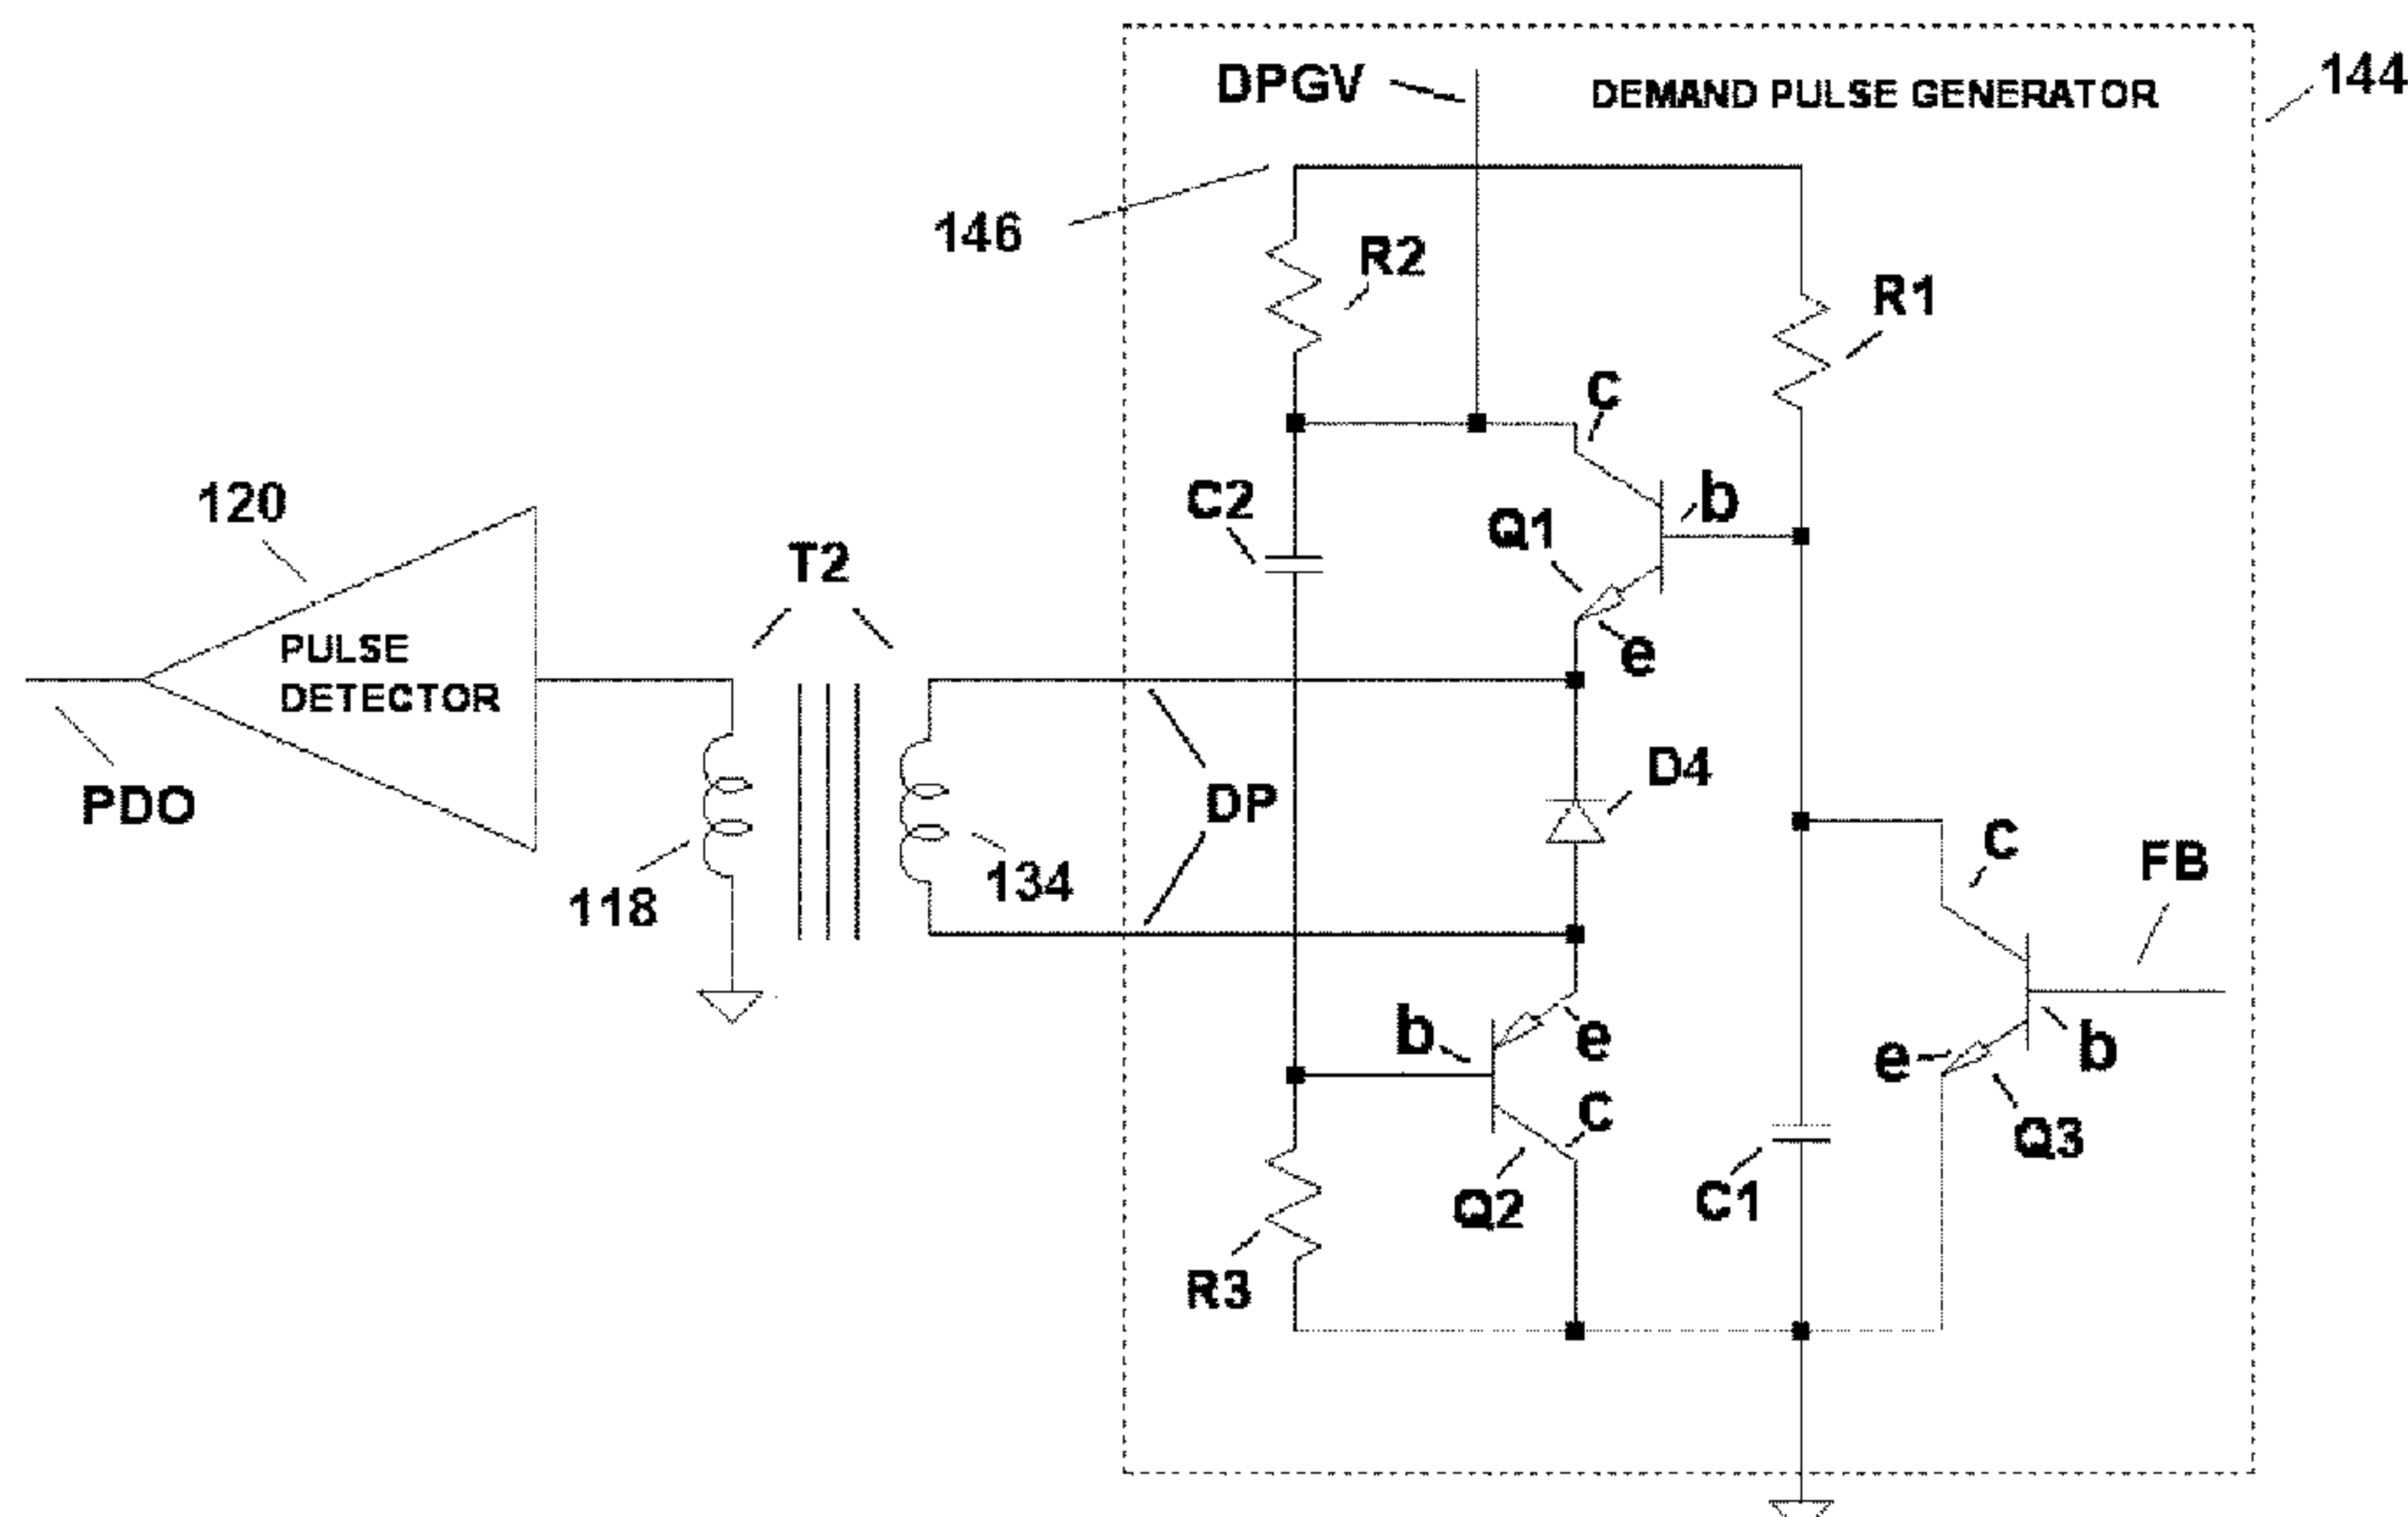 DPGV
DEMAND PULSE GENERATOR
144
146
R2
R1
c
C2
Q1
b
120
T2
e
PULSE
DETECTOR
PDO
DP
D4
118
134
c
FB
b
e
e
b
c
Q3
Q2
C1
R3